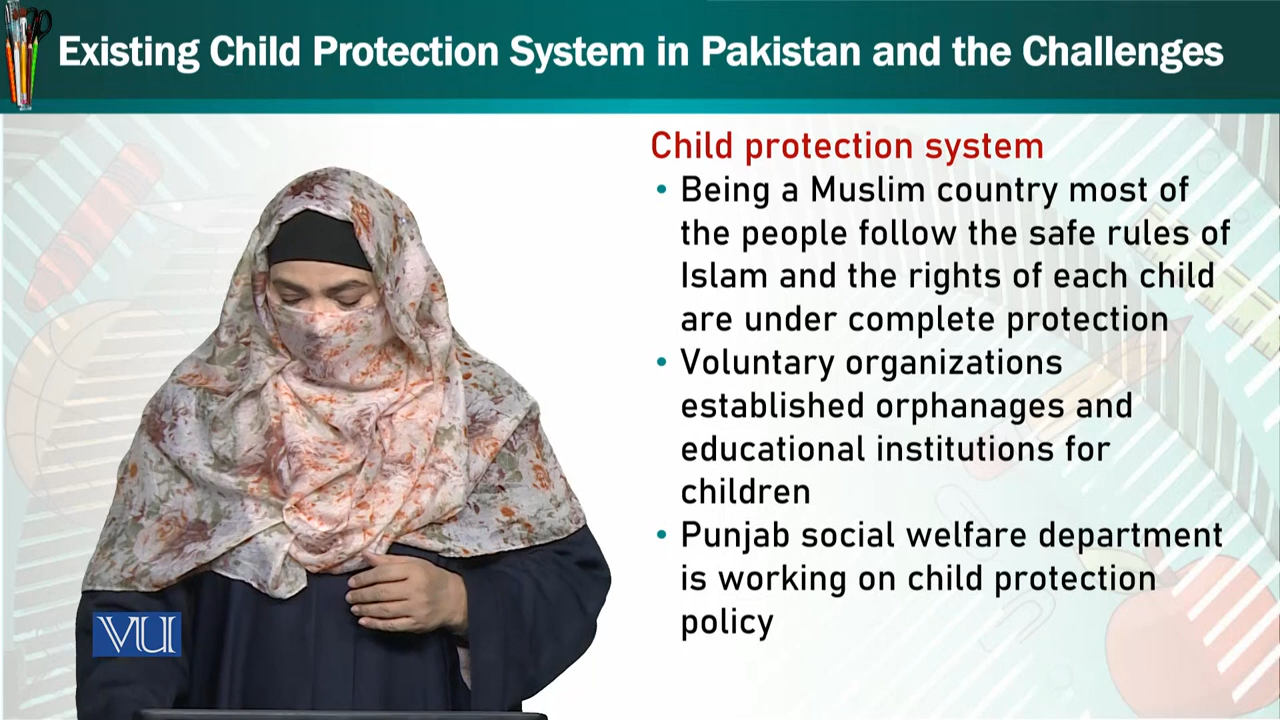 Existing Child Protection System in Pakistan and the Challenges
Child protection system
• Being a Muslim country most of
the people follow the safe rules of
Islam and the rights of each child
are under complete protection
• Voluntary organizations
established orphanages and
educational institutions for
children
• Punjab social welfare department
is working on child protection
policy
VU